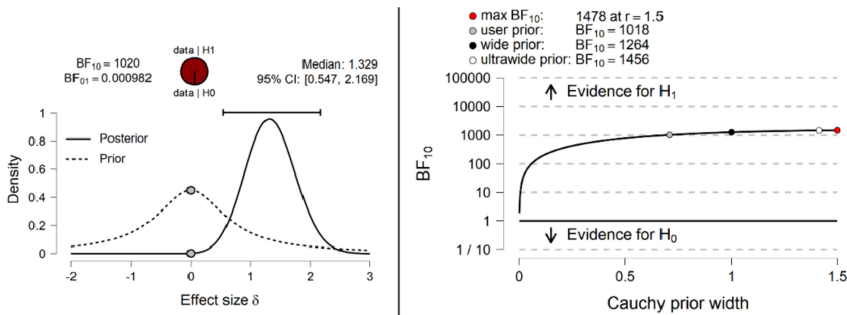 data | H1
BF10 = 1020
BF01 = 0.000982
data | H0
Median: 1.329
95% CI: [0.547, 2.169]
Posterior
Prior
Density
1
0.8
0.6
0.4
0.2
0
-2
-1
0
1
2
3
Effect size δ
max BF10: 1478 at r = 1.5
user prior: BF10 = 1018
wide prior: BF10 = 1264
ultrawide prior: BF10 = 1456
BF10
100000
10000
1000
100
10
1
1 / 10
Evidence for H1
Evidence for H0
0
0.5
1
1.5
Cauchy prior width